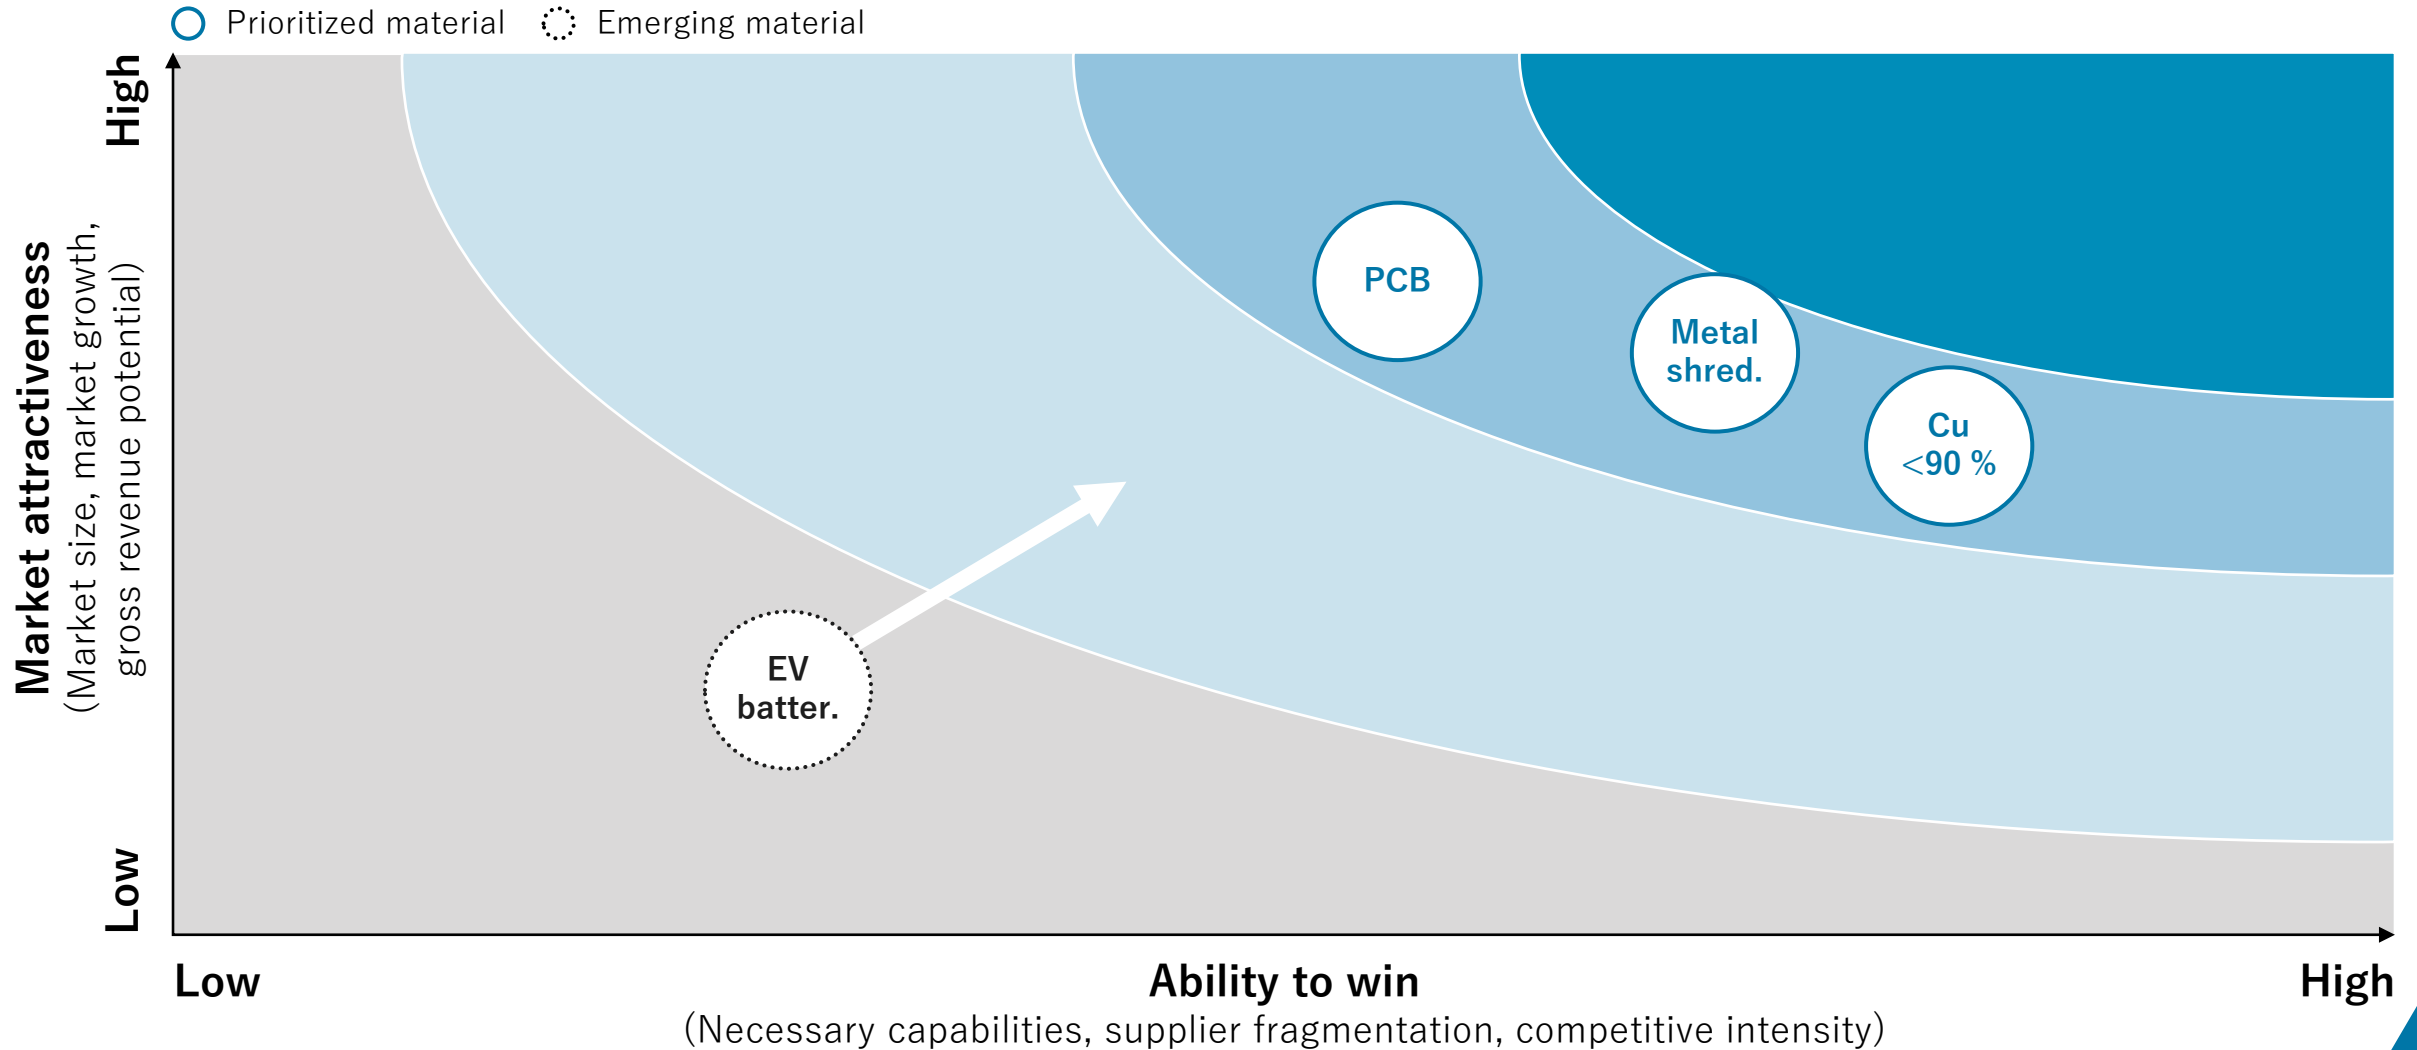 Prioritized material
Emerging material
High
Market attractiveness
(Market size, market growth,
gross revenue potential)
Low
PCB
Metal
shred.
Cu
<90 %
EV
batter.
Low
Ability to win
High
(Necessary capabilities, supplier fragmentation, competitive intensity)